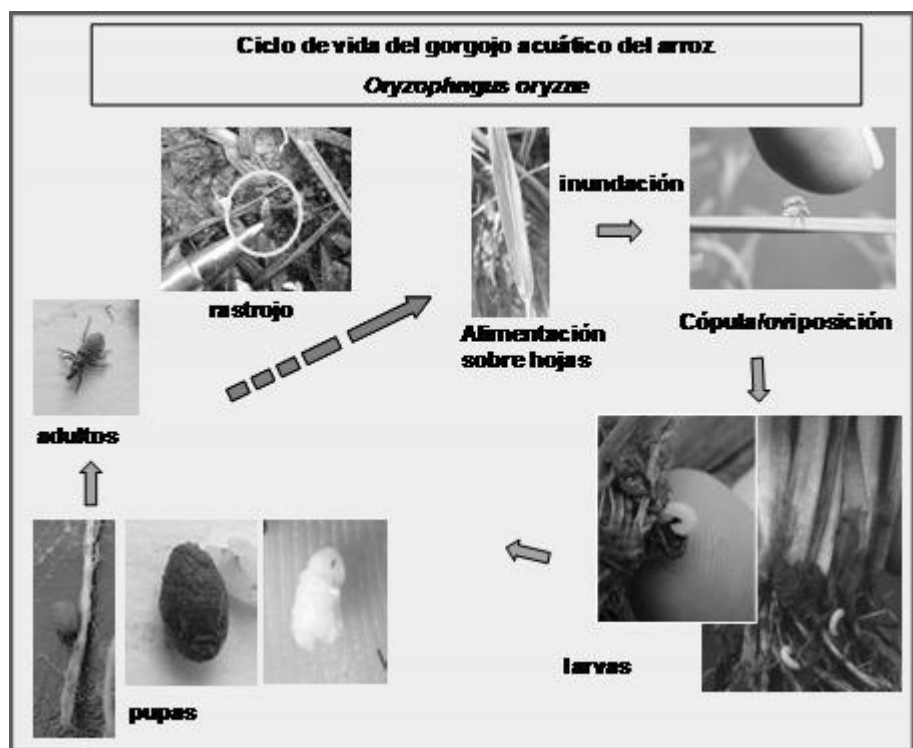 Ciclo de vida del gorgojo acuático del arroz
Oryzophagus oryzae
inundación
rastrojo
Alimentación
sobre hojas
Cópula/oviposición
adultos
larvas
pupas